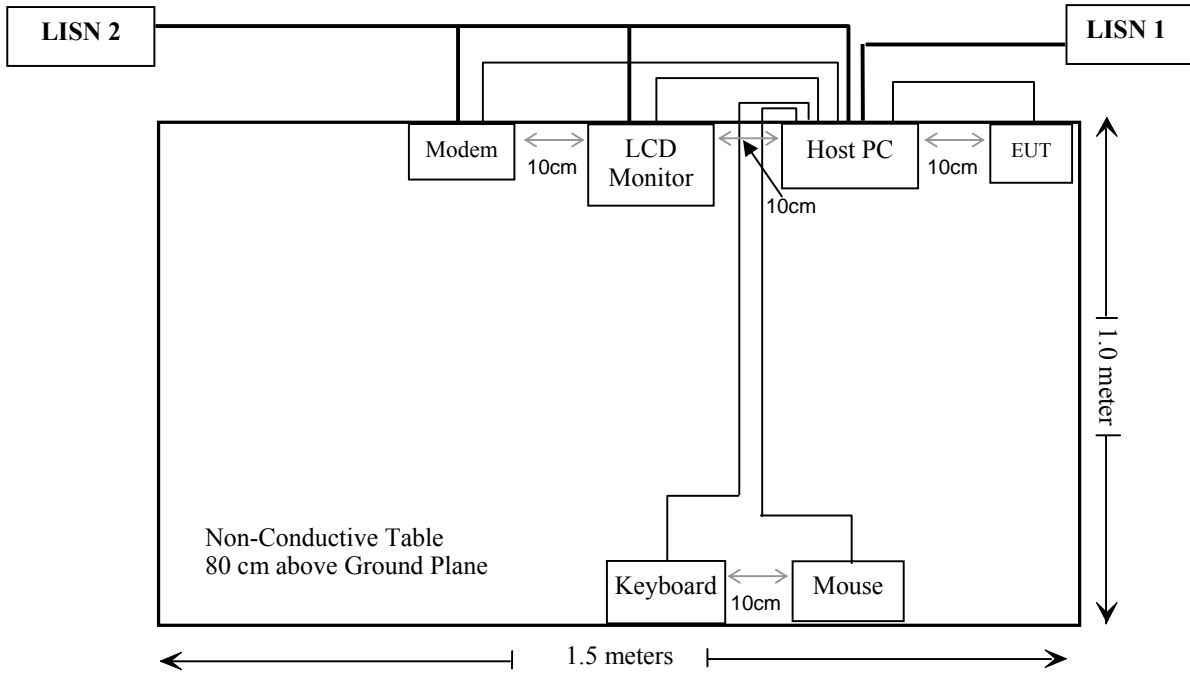 LISN 2
LISN 1
Modem
LCD
Monitor
Host PC
EUT
10cm
10cm
10cm
1.0 meter
Non-Conductive Table
80 cm above Ground Plane
Keyboard
Mouse
10cm
1.5 meters